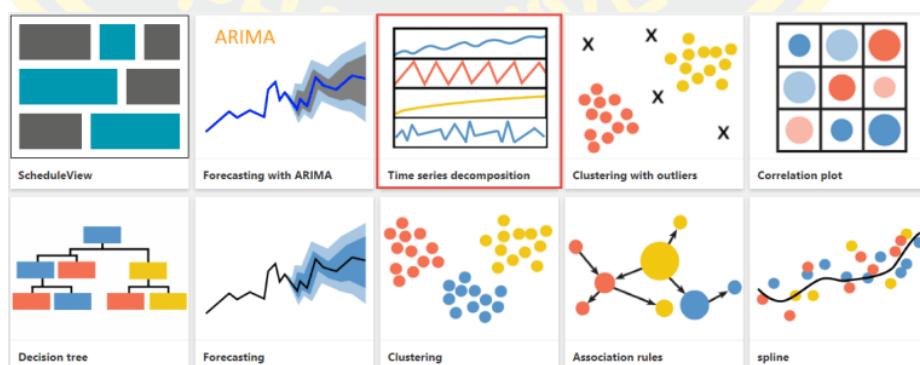 ARIMA
X
X
X
X
ScheduleView
Forecasting with ARIMA
Time series decomposition
Clustering with outliers
Correlation plot
Decision tree
Forecasting
Clustering
Association rules
spline